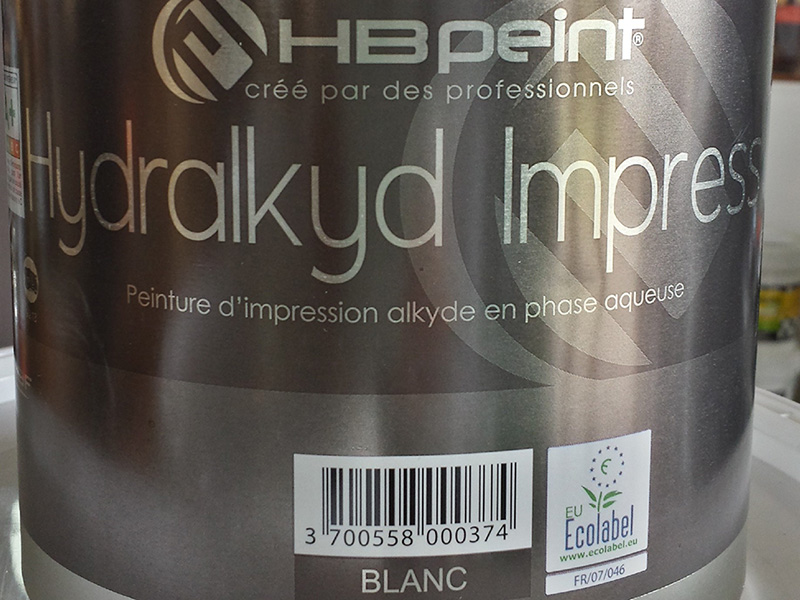 HBpeint®
créé par des professionnels
Hydralkyd Impress
Peinture d'impression alkyde en phase aqueuse
3 700558 000374
BLANC
EU
Ecolabel
www.ecolabel.eu
FR/07/046